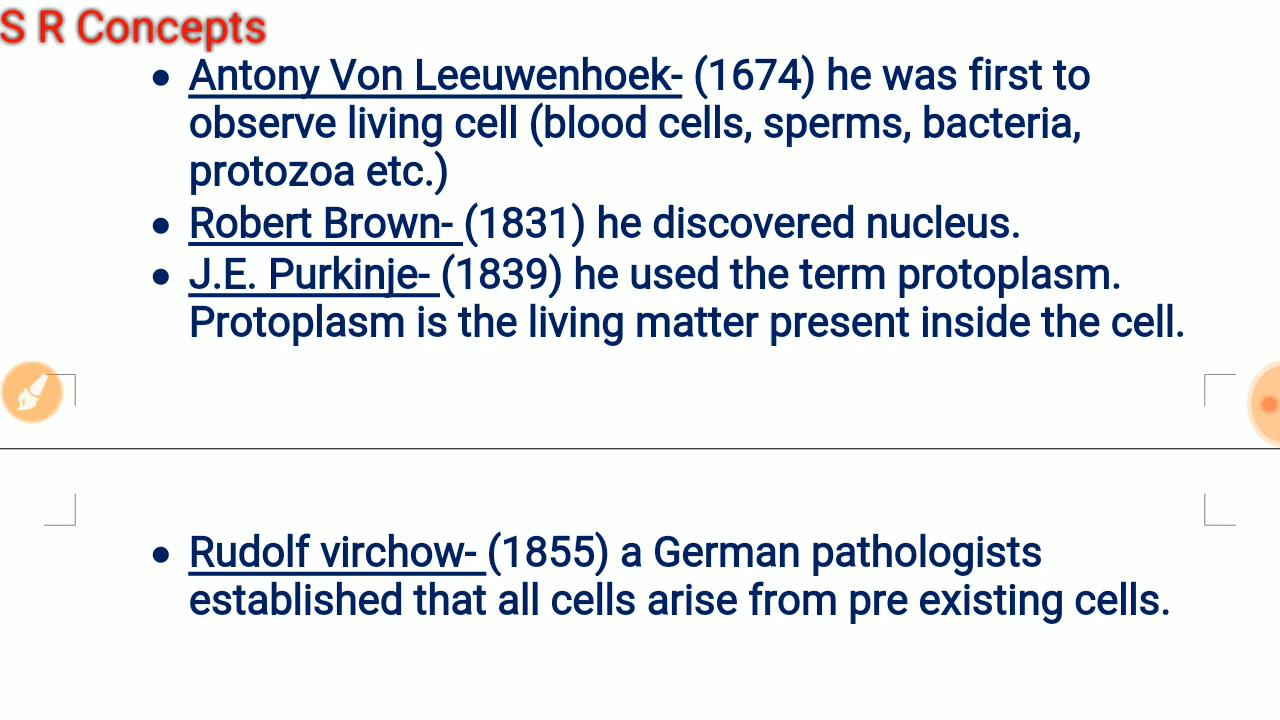 S R Concepts
● Antony Von Leeuwenhoek- (1674) he was first to
observe living cell (blood cells, sperms, bacteria,
protozoa etc.)
● Robert Brown- (1831) he discovered nucleus.
● J.E. Purkinje- (1839) he used the term protoplasm.
Protoplasm is the living matter present inside the cell.
● Rudolf virchow- (1855) a German pathologists
established that all cells arise from pre existing cells.